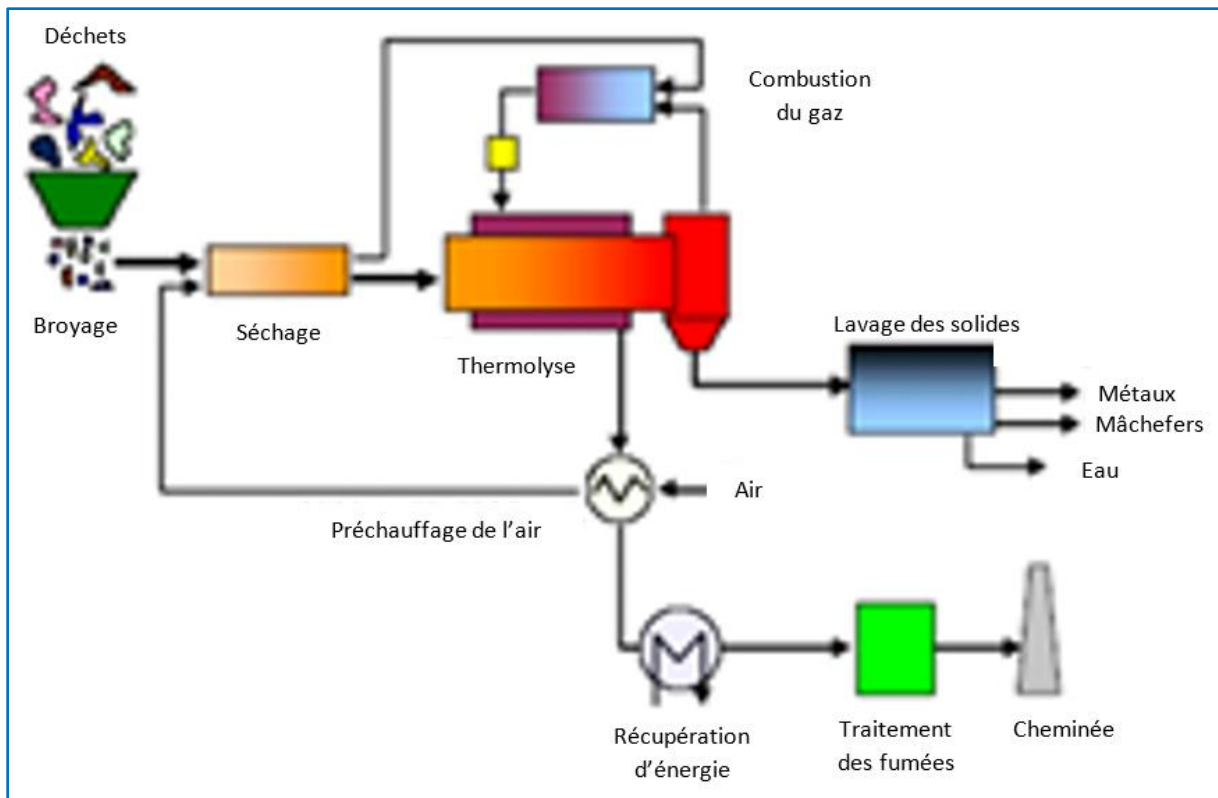 Déchets
Combustion
du gaz
Broyage
Séchage
Thermolyse
Lavage des solides
Métaux
Mâchefers
Eau
Air
Préchauffage de l’air
Récupération
d’énergie
Traitement
des fumées
Cheminée